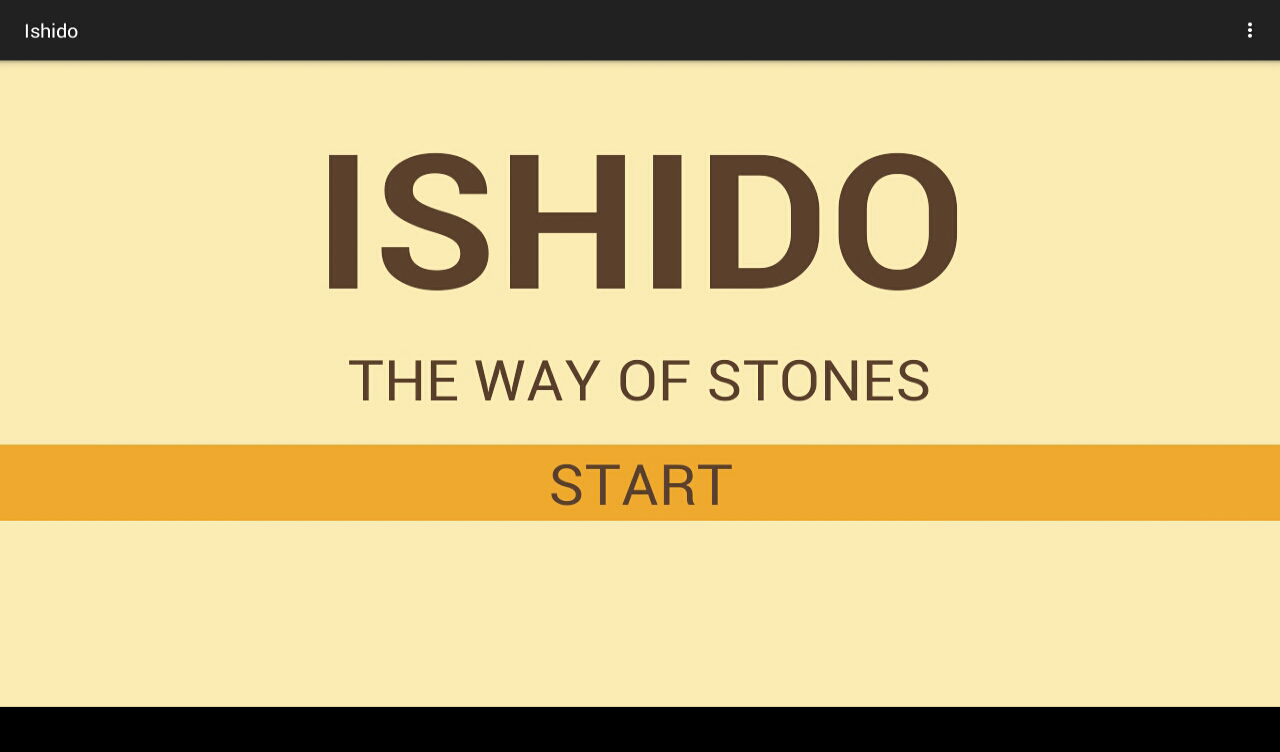 Ishido
ISHIDO
THE WAY OF STONES
START